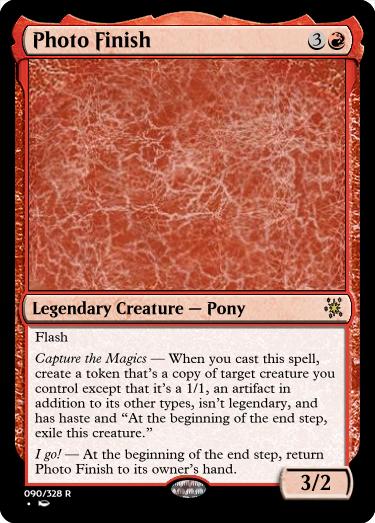 Photo Finish 3
Legendary Creature — Pony
Flash
Capture the Magics — When you cast this spell,
create a token that's a copy of target creature you
control except that it's a 1/1, an artifact in
addition to its other types, isn't legendary, and
has haste and “At the beginning of the end step,
exile this creature.”
I go! — At the beginning of the end step, return
Photo Finish to its owner's hand.
3/2
090/328 R